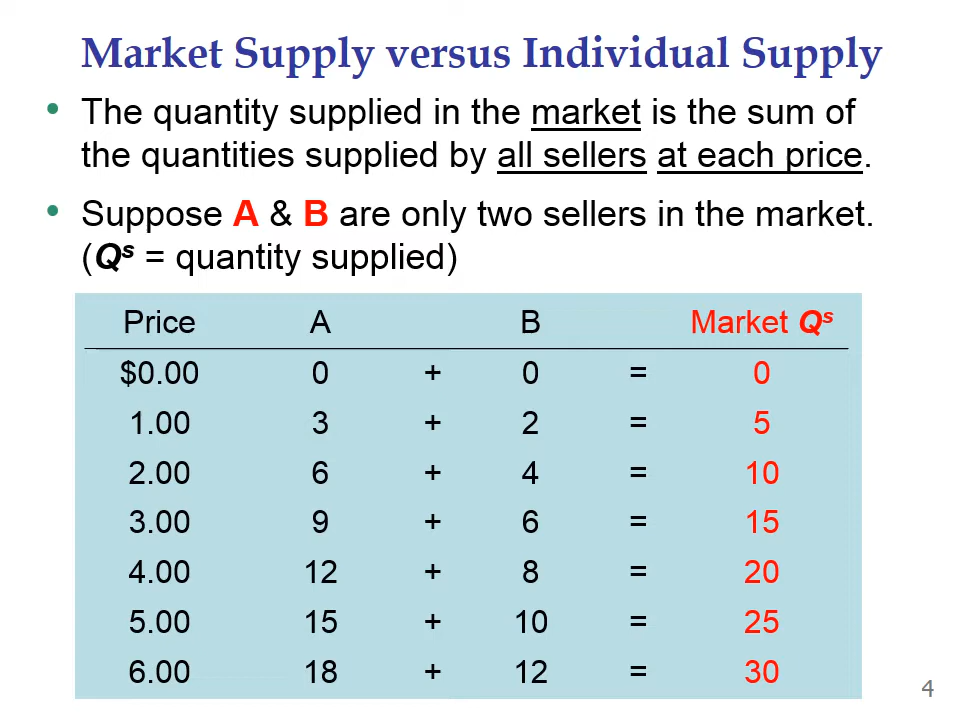 Market Supply versus Individual Supply
• The quantity supplied in the market is the sum of
the quantities supplied by all sellers at each price.
• Suppose A & B are only two sellers in the market.
(Qˢ = quantity supplied)
Price A B Market Qˢ
$0.00 0 + 0 = 0
1.00 3 + 2 = 5
2.00 6 + 4 = 10
3.00 9 + 6 = 15
4.00 12 + 8 = 20
5.00 15 + 10 = 25
6.00 18 + 12 = 30
4